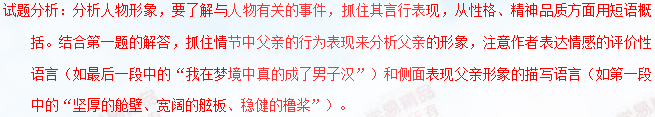 试题分析：分析人物形象，要了解与人物有关的事件，抓住其言行表现，从性格、精神品质方面用短语概
括。结合第一题的解答，抓住情节中父亲的行为表现来分析父亲的形象，注意作者表达情感的评价性
语言（如最后一段中的“我在梦境中真的成了男子汉”）和侧面表现父亲形象的描写语言（如第一段
中的“坚厚的舱壁、宽阔的舷板、稳健的橹桨”）。